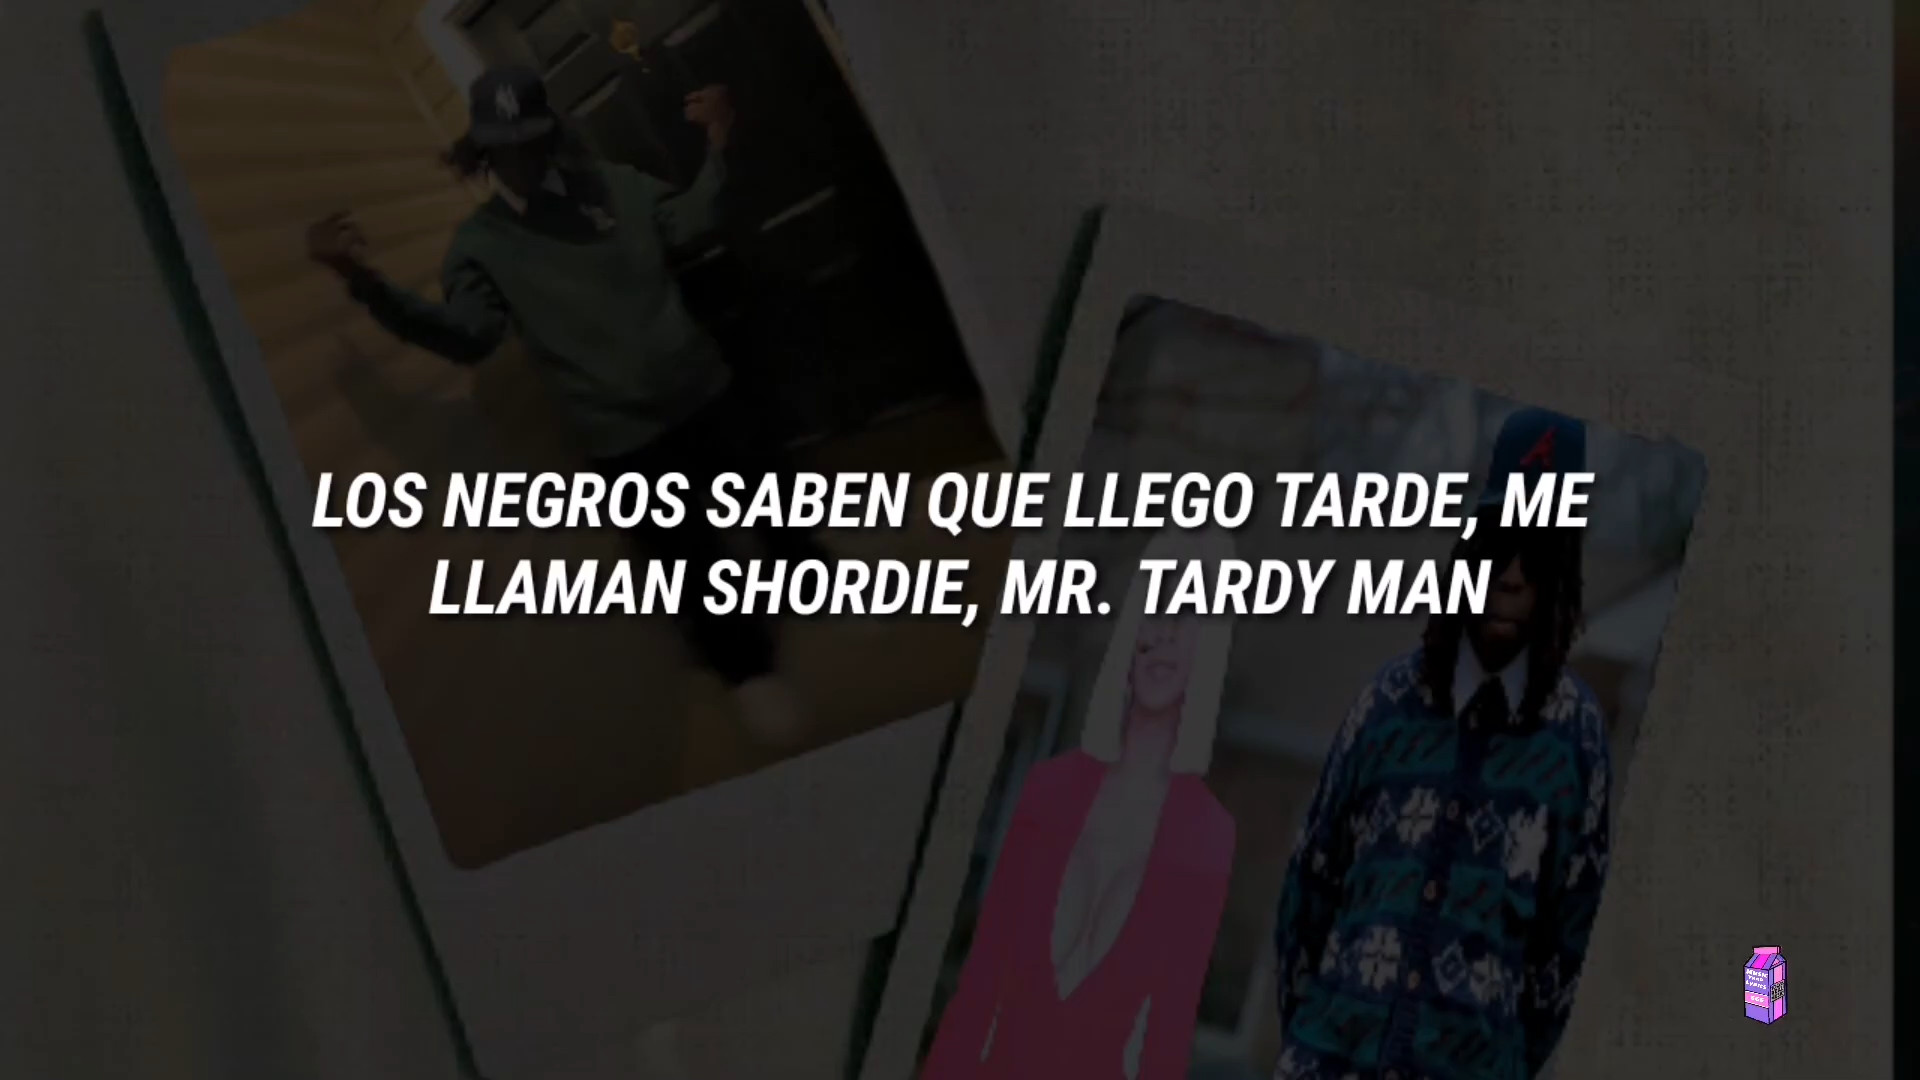 LOS NEGROS SABEN QUE LLEGO TARDE, ME
LLAMAN SHORDIE, MR. TARDY MAN